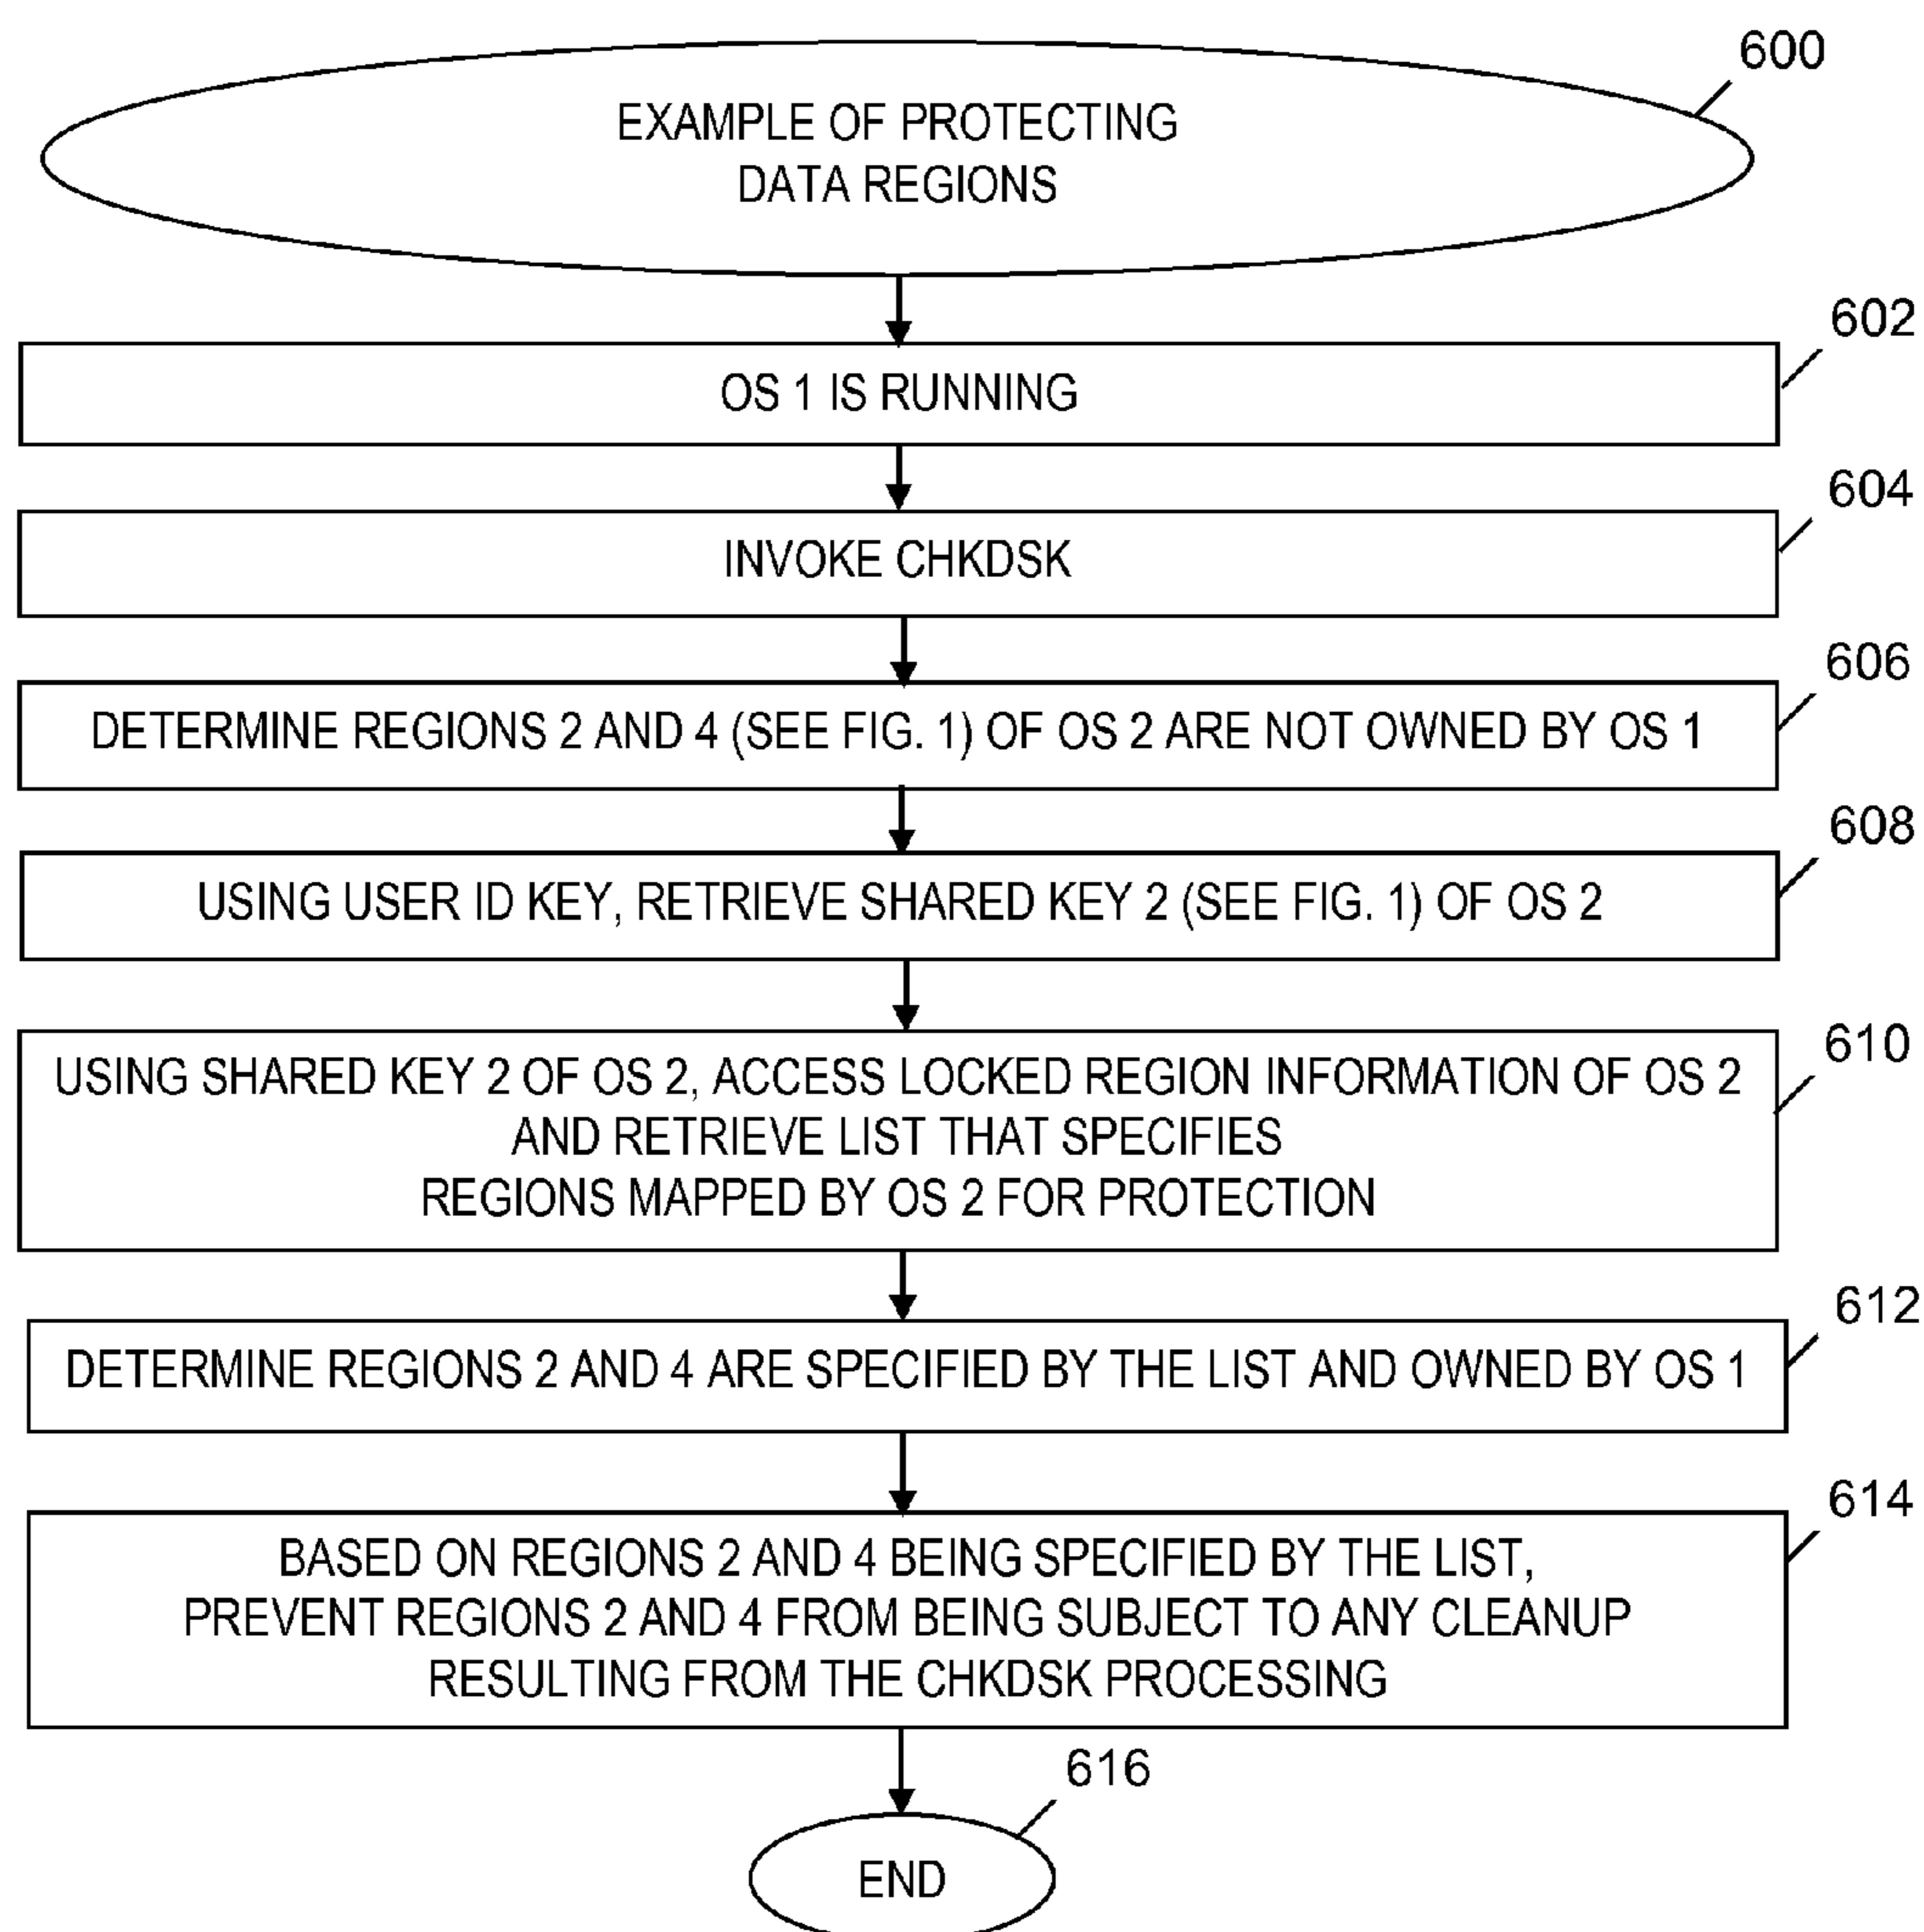 600
EXAMPLE OF PROTECTING
DATA REGIONS
602
OS 1 IS RUNNING
604
INVOKE CHKDSK
606
DETERMINE REGIONS 2 AND 4 (SEE FIG. 1) OF OS 2 ARE NOT OWNED BY OS 1
608
USING USER ID KEY, RETRIEVE SHARED KEY 2 (SEE FIG. 1) OF OS 2
610
USING SHARED KEY 2 OF OS 2, ACCESS LOCKED REGION INFORMATION OF OS 2
AND RETRIEVE LIST THAT SPECIFIES
REGIONS MAPPED BY OS 2 FOR PROTECTION
612
DETERMINE REGIONS 2 AND 4 ARE SPECIFIED BY THE LIST AND OWNED BY OS 1
614
BASED ON REGIONS 2 AND 4 BEING SPECIFIED BY THE LIST,
PREVENT REGIONS 2 AND 4 FROM BEING SUBJECT TO ANY CLEANUP
RESULTING FROM THE CHKDSK PROCESSING
616
END